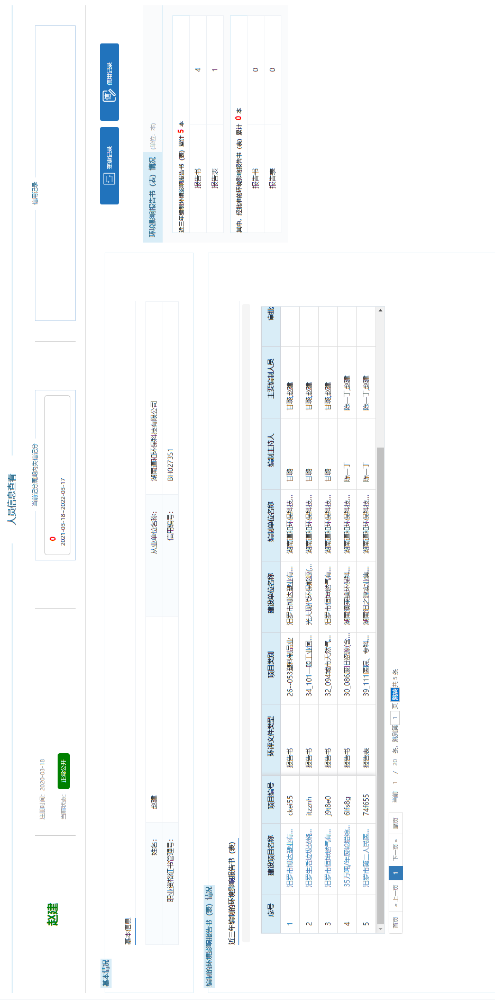 人员信息查看
赵建
注册时间：2020-03-18
当前状态：正常公开
当前记分周期内失信记分
0
2021-03-18~2022-03-17
信用记录
基本情况
基本信息
姓名： 赵建 从业单位名称： 湖南道和环保科技有限公司
职业资格证书管理号： 信用编号： BH027351
变更记录 信用记录
环境影响报告书（表）情况 （单位：本）
近三年编制环境影响报告书（表）累计 5 本
报告书 4
报告表 1
其中，经批准的环境影响报告书（表）累计 0 本
报告书 0
报告表 0
编制的环境影响报告书（表）情况
近三年编制的环境影响报告书（表）
序号 建设项目名称 项目编号 环评文件类型 项目类别 建设单位名称 编制单位名称 编制主持人 主要编制人员 审批
1 汨罗市博达塑业有... ckei55 报告书 26--053塑料制品业 汨罗市博达塑业有... 湖南道和环保科技... 甘璐 甘璐,赵建
2 汨罗生活垃圾焚烧... itzznh 报告书 34_101一般工业固... 光大现代环保能源(... 湖南道和环保科技... 甘璐 甘璐,赵建
3 汨罗市恒坤燃气有... j9t8e0 报告书 32_094城市天然气... 汨罗市恒坤燃气有... 湖南道和环保科技... 甘璐 甘璐,赵建
4 35万吨/年废轮胎综... 6lfs8g 报告书 30_086废旧资源(含... 湖南澳莱镁环保科... 湖南道和环保科技... 陈一丁 陈一丁,赵建
5 汨罗市第二人民医... 74f655 报告表 39_111医院、专科... 湖南汨之源实业集... 湖南道和环保科技... 陈一丁 陈一丁,赵建
首页 « 上一页 1 下一页 » 尾页 当前 1 / 20 条，跳到第 1 页 跳转 共 5 条